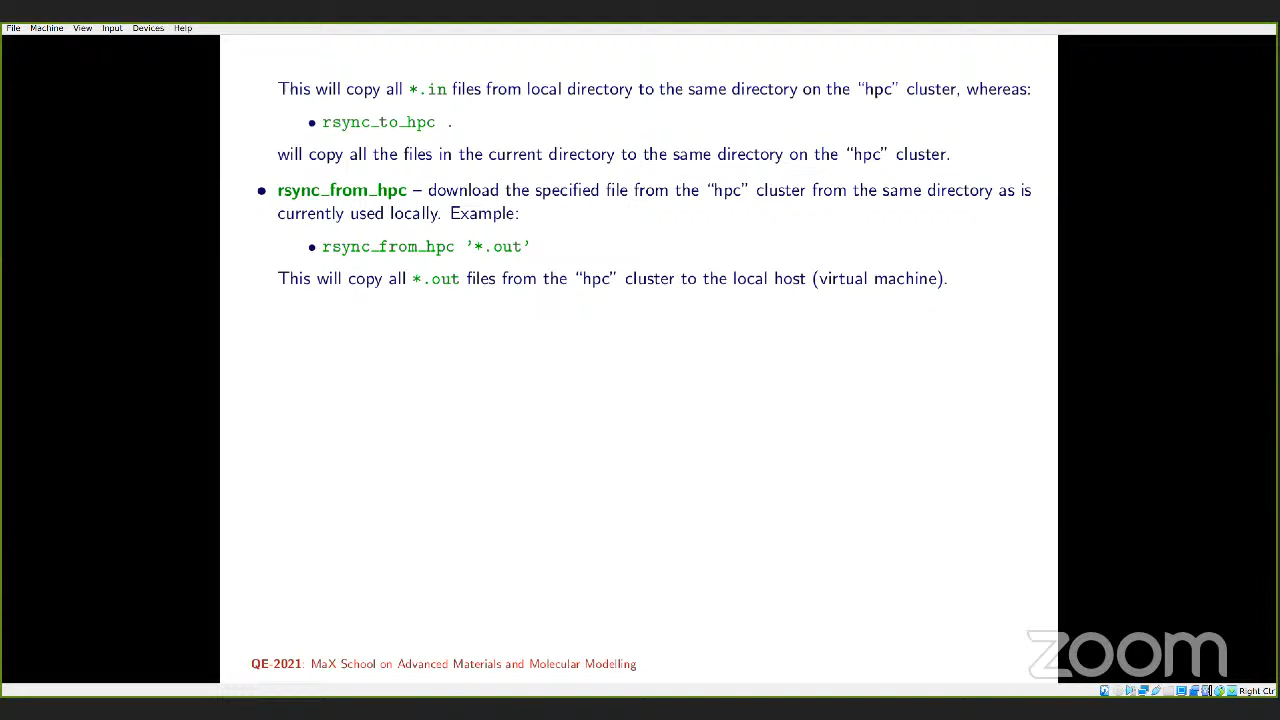 File Machine View Input Devices Help
This will copy all *.in files from local directory to the same directory on the “hpc” cluster, whereas:
• rsync_to_hpc .
will copy all the files in the current directory to the same directory on the “hpc” cluster.
• rsync_from_hpc – download the specified file from the “hpc” cluster from the same directory as is
currently used locally. Example:
• rsync_from_hpc ’*.out’
This will copy all *.out files from the “hpc” cluster to the local host (virtual machine).
QE-2021: MaX School on Advanced Materials and Molecular Modelling
zoom
Right Ctr